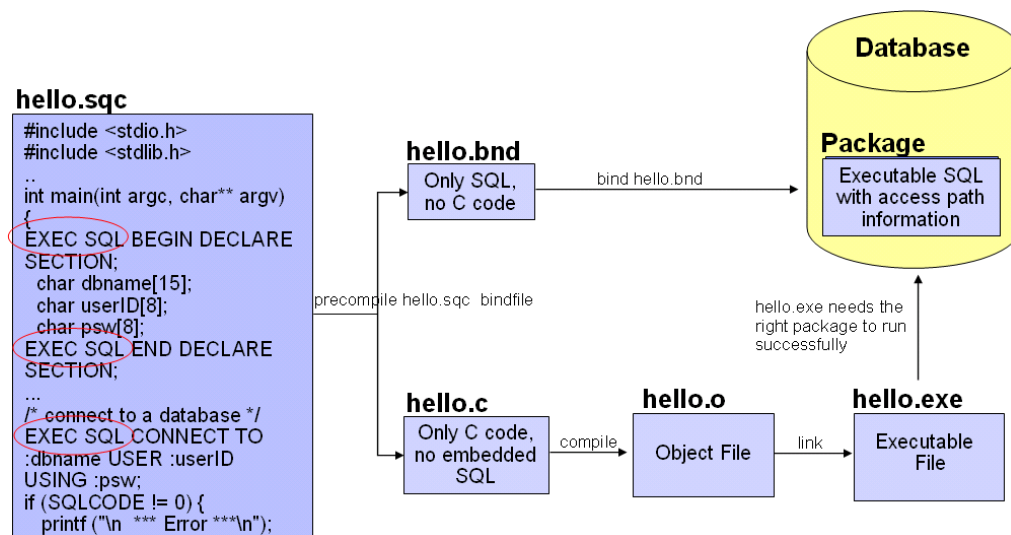 hello.sqc
#include <stdio.h>
#include <stdlib.h>
..
int main(int argc, char** argv)
{
EXEC SQL BEGIN DECLARE
SECTION;
char dbname[15];
char userID[8];
char psw[8];
EXEC SQL END DECLARE
SECTION;
...
/* connect to a database */
EXEC SQL CONNECT TO
:dbname USER :userID
USING :psw;
if (SQLCODE != 0) {
printf ("\n *** Error ***\n");
precompile hello.sqc bindfile
hello.bnd
Only SQL,
no C code
bind hello.bnd
Database
Package
Executable SQL
with access path
information
hello.exe needs the
right package to run
successfully
hello.c
Only C code,
no embedded
SQL
compile
hello.o
Object File
link
hello.exe
Executable
File